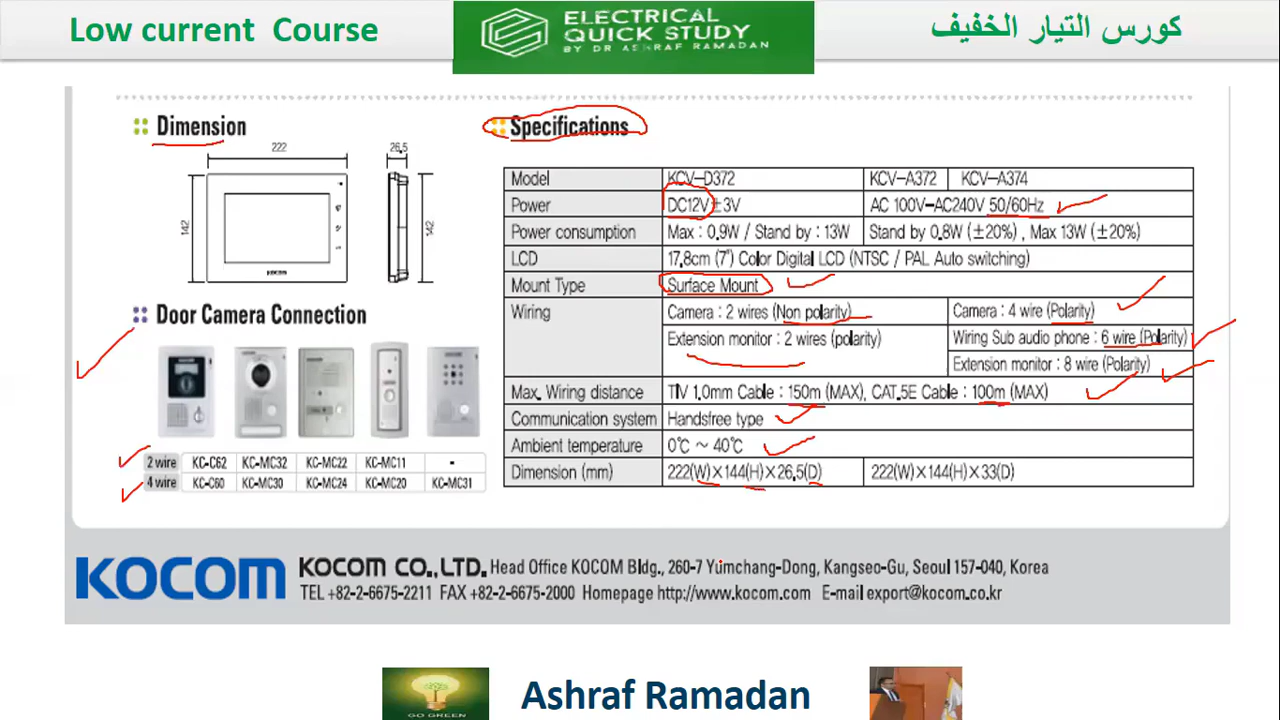 Low current Course
ELECTRICAL
QUICK STUDY
BY DR ASHRAF RAMADAN
كورس التيار الخفيف
Dimension
222
26,5
142
142
KOCOM
Door Camera Connection
2 wire KC-C62 KC-MC32 KC-MC22 KC-MC11 -
4 wire KC-C60 KC-MC30 KC-MC24 KC-MC20 KC-MC31
Specifications
Model KCV-D372 KCV-A372 KCV-A374
Power DC12V±3V AC 100V-AC240V 50/60Hz
Power consumption Max : 0.9W / Stand by : 13W Stand by 0.8W (±20%) , Max 13W (±20%)
LCD 17.8cm (7") Color Digital LCD (NTSC / PAL Auto switching)
Mount Type Surface Mount
Wiring Camera : 2 wires (Non polarity) Camera : 4 wire (Polarity)
Extension monitor : 2 wires (polarity) Wiring Sub audio phone : 6 wire (Polarity)
Extension monitor : 8 wire (Polarity)
Max. Wiring distance TIV 1.0mm Cable : 150m (MAX), CAT.5E Cable : 100m (MAX)
Communication system Handsfree type
Ambient temperature 0℃ ~ 40℃
Dimension (mm) 222(W)×144(H)×26,5(D) 222(W)×144(H)×33(D)
KOCOM KOCOM CO.,LTD. Head Office KOCOM Bldg., 260-7 Yumchang-Dong, Kangseo-Gu, Seoul 157-040, Korea
TEL +82-2-6675-2211 FAX +82-2-6675-2000 Homepage http://www.kocom.com E-mail export@kocom.co.kr
GO GREEN
Ashraf Ramadan